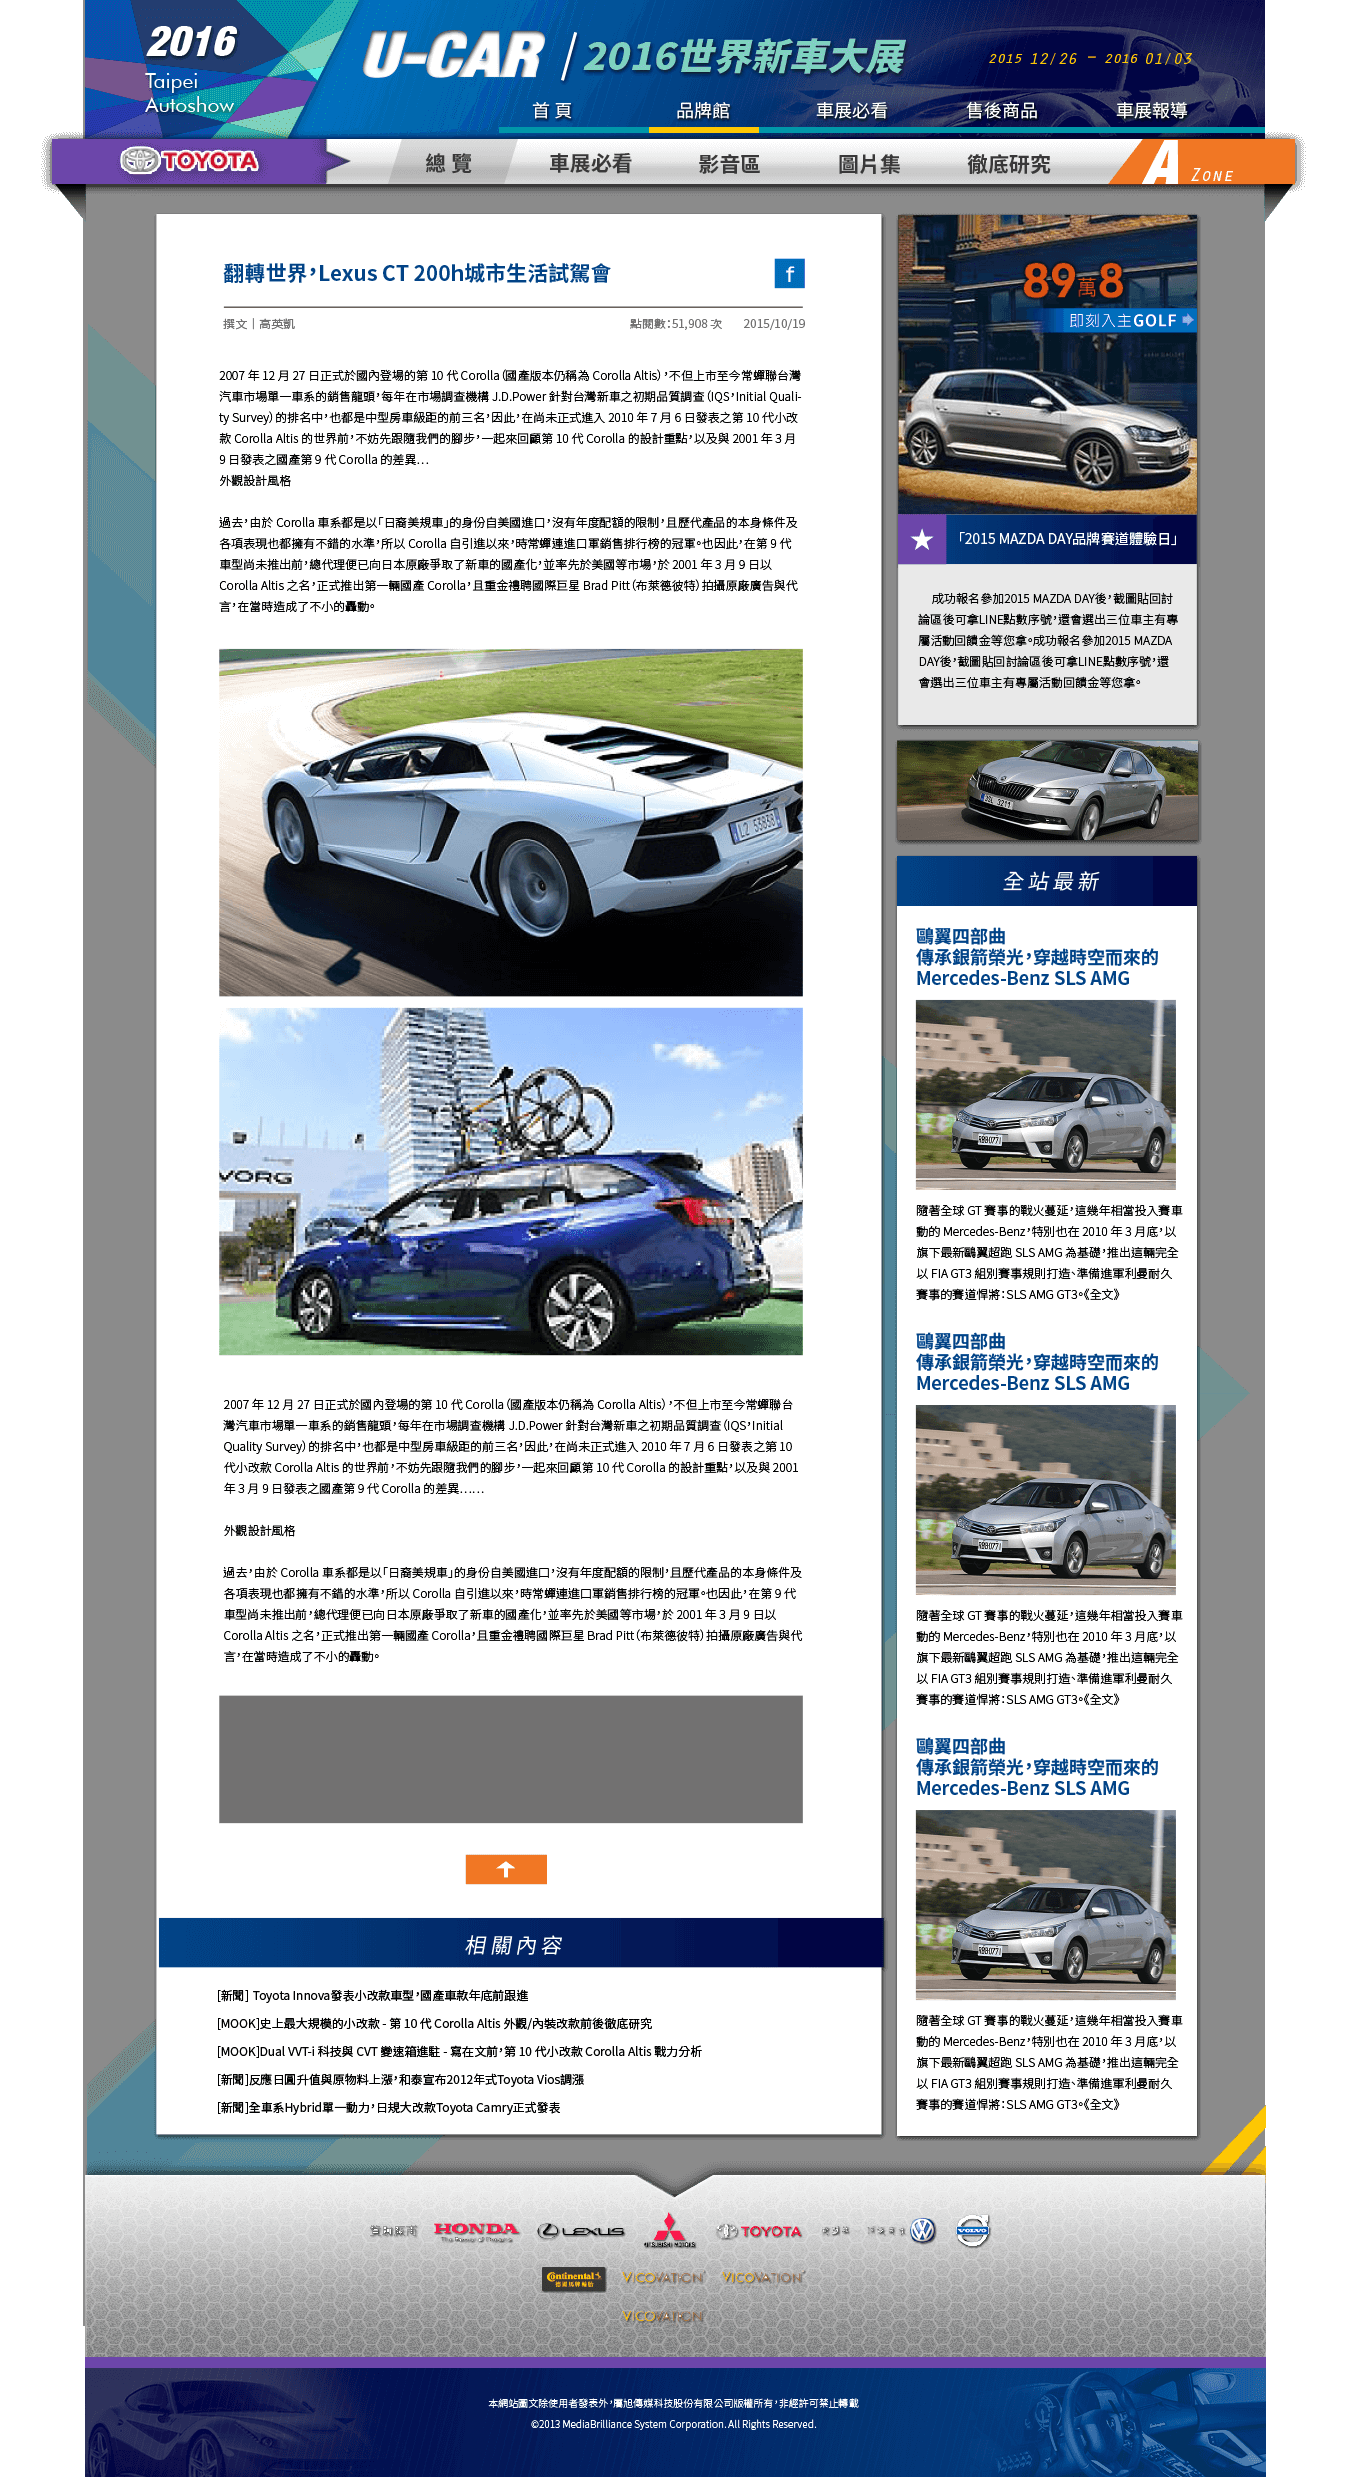 2016
Taipei
Autoshow
U-CAR / 2016世界新車大展
2015 12/26 － 2016 01/03
首 頁
品牌館
車展必看
售後商品
車展報導
TOYOTA
總 覽
車展必看
影音區
圖片集
徹底研究
A ZONE
翻轉世界，Lexus CT 200h城市生活試駕會
f
撰文｜高英凱
點閱數：51,908 次
2015/10/19
2007 年 12 月 27 日正式於國內登場的第 10 代 Corolla（國產版本仍稱為 Corolla Altis），不但上市至今常蟬聯台灣
汽車市場單一車系的銷售龍頭，每年在市場調查機構 J.D.Power 針對台灣新車之初期品質調查（IQS，Initial Quali-
ty Survey）的排名中，也都是中型房車級距的前三名，因此，在尚未正式進入 2010 年 7 月 6 日發表之第 10 代小改
款 Corolla Altis 的世界前，不妨先跟隨我們的腳步，一起來回顧第 10 代 Corolla 的設計重點，以及與 2001 年 3 月
9 日發表之國產第 9 代 Corolla 的差異…
外觀設計風格
過去，由於 Corolla 車系都是以「日裔美規車」的身份自美國進口，沒有年度配額的限制，且歷代產品的本身條件及
各項表現也都擁有不錯的水準，所以 Corolla 自引進以來，時常蟬連進口軍銷售排行榜的冠軍。也因此，在第 9 代
車型尚未推出前，總代理便已向日本原廠爭取了新車的國產化，並率先於美國等市場，於 2001 年 3 月 9 日以
Corolla Altis 之名，正式推出第一輛國產 Corolla，且重金禮聘國際巨星 Brad Pitt（布萊德彼特）拍攝原廠廣告與代
言，在當時造成了不小的轟動。
VORG
2007 年 12 月 27 日正式於國內登場的第 10 代 Corolla（國產版本仍稱為 Corolla Altis），不但上市至今常蟬聯台
灣汽車市場單一車系的銷售龍頭，每年在市場調查機構 J.D.Power 針對台灣新車之初期品質調查（IQS，Initial
Quality Survey）的排名中，也都是中型房車級距的前三名，因此，在尚未正式進入 2010 年 7 月 6 日發表之第 10
代小改款 Corolla Altis 的世界前，不妨先跟隨我們的腳步，一起來回顧第 10 代 Corolla 的設計重點，以及與 2001
年 3 月 9 日發表之國產第 9 代 Corolla 的差異……
外觀設計風格
過去，由於 Corolla 車系都是以「日裔美規車」的身份自美國進口，沒有年度配額的限制，且歷代產品的本身條件及
各項表現也都擁有不錯的水準，所以 Corolla 自引進以來，時常蟬連進口軍銷售排行榜的冠軍。也因此，在第 9 代
車型尚未推出前，總代理便已向日本原廠爭取了新車的國產化，並率先於美國等市場，於 2001 年 3 月 9 日以
Corolla Altis 之名，正式推出第一輛國產 Corolla，且重金禮聘國際巨星 Brad Pitt（布萊德彼特）拍攝原廠廣告與代
言，在當時造成了不小的轟動。
相關內容
[新聞] Toyota Innova發表小改款車型，國產車款年底前跟進
[MOOK]史上最大規模的小改款 - 第 10 代 Corolla Altis 外觀/內裝改款前後徹底研究
[MOOK]Dual VVT-i 科技與 CVT 變速箱進駐 - 寫在文前，第 10 代小改款 Corolla Altis 戰力分析
[新聞]反應日圓升值與原物料上漲，和泰宣布2012年式Toyota Vios調漲
[新聞]全車系Hybrid單一動力，日規大改款Toyota Camry正式發表
89萬8
即刻入主GOLF
「2015 MAZDA DAY品牌賽道體驗日」
成功報名參加2015 MAZDA DAY後，截圖貼回討
論區後可拿LINE點數序號，還會選出三位車主有專
屬活動回饋金等您拿。成功報名參加2015 MAZDA
DAY後，截圖貼回討論區後可拿LINE點數序號，還
會選出三位車主有專屬活動回饋金等您拿。
全站最新
鷗翼四部曲
傳承銀箭榮光，穿越時空而來的
Mercedes-Benz SLS AMG
隨著全球 GT 賽事的戰火蔓延，這幾年相當投入賽車
動的 Mercedes-Benz，特別也在 2010 年 3 月底，以
旗下最新鷗翼超跑 SLS AMG 為基礎，推出這輛完全
以 FIA GT3 組別賽事規則打造、準備進軍利曼耐久
賽事的賽道悍將：SLS AMG GT3。《全文》
鷗翼四部曲
傳承銀箭榮光，穿越時空而來的
Mercedes-Benz SLS AMG
隨著全球 GT 賽事的戰火蔓延，這幾年相當投入賽車
動的 Mercedes-Benz，特別也在 2010 年 3 月底，以
旗下最新鷗翼超跑 SLS AMG 為基礎，推出這輛完全
以 FIA GT3 組別賽事規則打造、準備進軍利曼耐久
賽事的賽道悍將：SLS AMG GT3。《全文》
鷗翼四部曲
傳承銀箭榮光，穿越時空而來的
Mercedes-Benz SLS AMG
隨著全球 GT 賽事的戰火蔓延，這幾年相當投入賽車
動的 Mercedes-Benz，特別也在 2010 年 3 月底，以
旗下最新鷗翼超跑 SLS AMG 為基礎，推出這輛完全
以 FIA GT3 組別賽事規則打造、準備進軍利曼耐久
賽事的賽道悍將：SLS AMG GT3。《全文》
HONDA
The Power of Dreams
LEXUS
MITSUBISHI MOTORS
TOYOTA
VOLVO
Continental
德國馬牌輪胎
VICOVATION
VICOVATION
VICOVATION
本網站圖文除使用者發表外，屬旭傳媒科技股份有限公司版權所有，非經許可禁止轉載
©2013 MediaBrilliance System Corporation. All Rights Reserved.